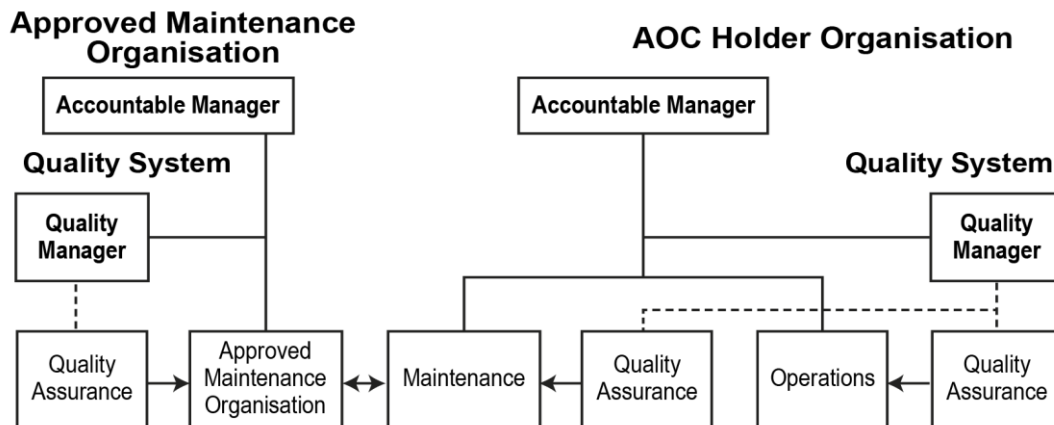 Approved Maintenance
Organisation
AOC Holder Organisation
Accountable Manager
Accountable Manager
Quality System
Quality System
Quality
Manager
Quality
Manager
Quality
Assurance
Approved
Maintenance
Organisation
Maintenance
Quality
Assurance
Operations
Quality
Assurance